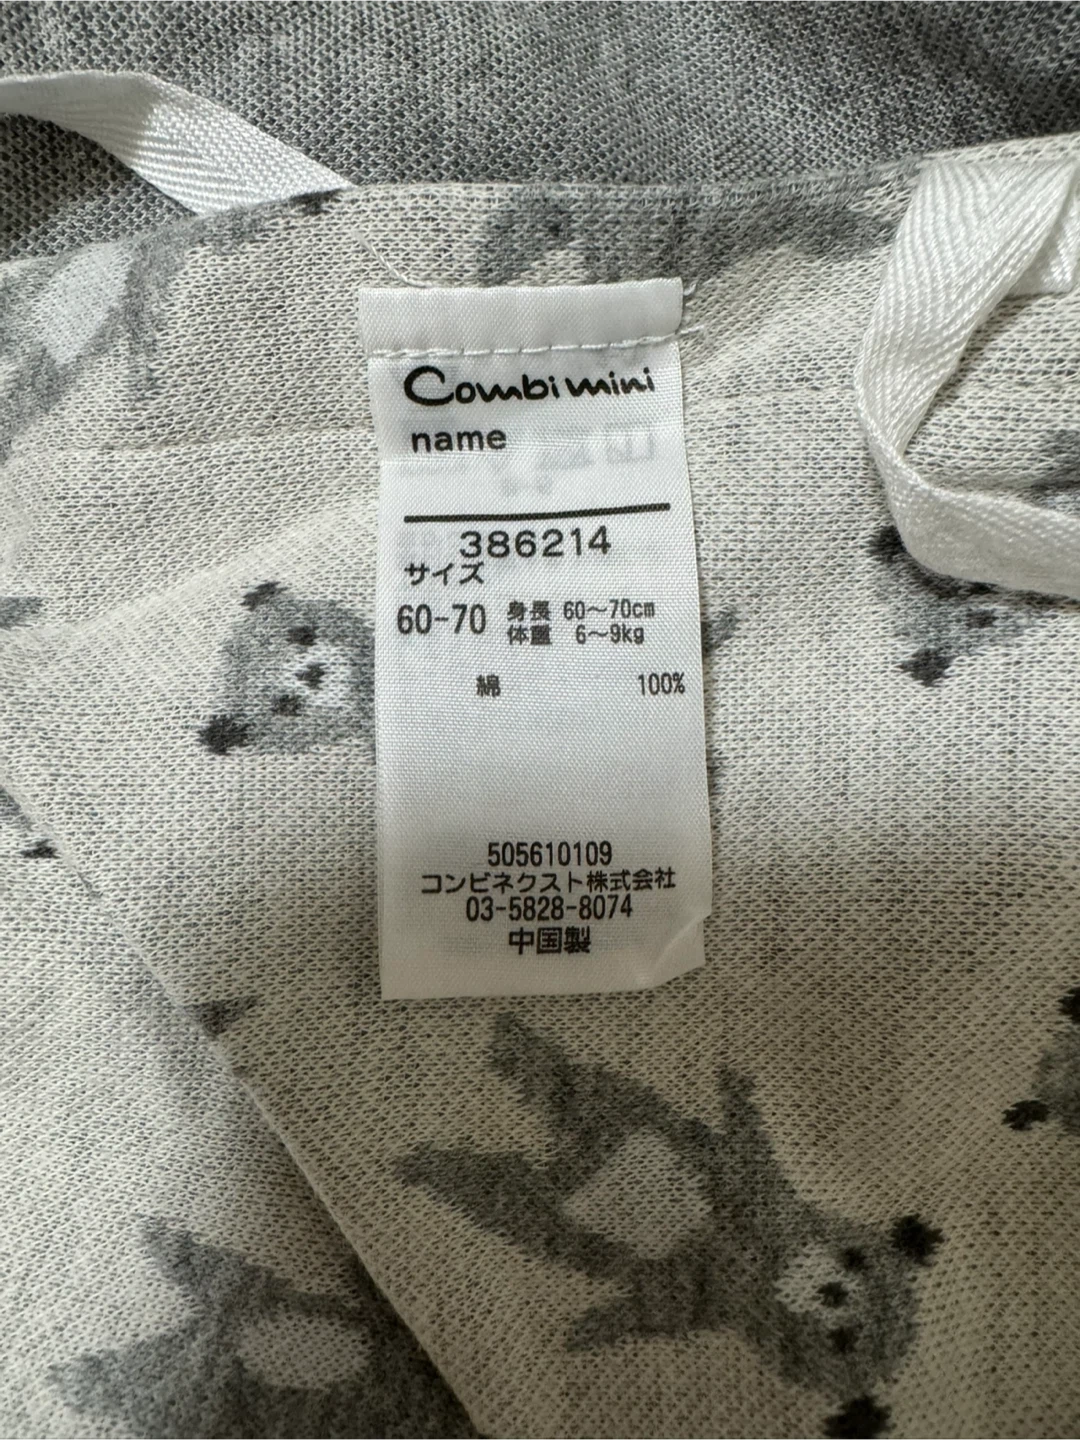 Combi mini
name
386214
サイズ
60-70 身長 60～70cm
体重 6～9kg
綿 100%
505610109
コンビネクスト株式会社
03-5828-8074
中国製